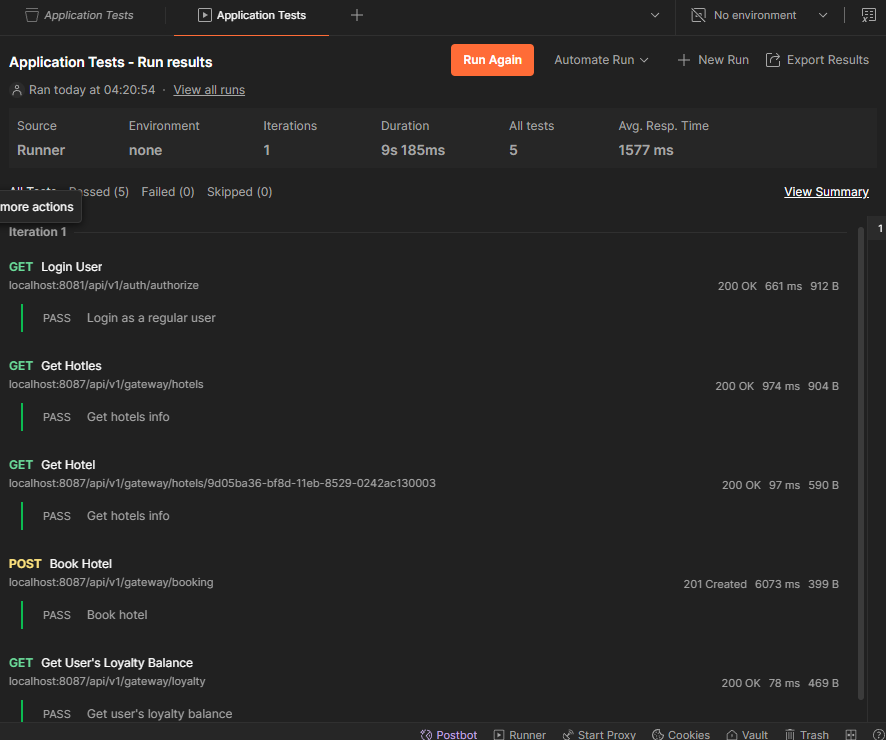 Application Tests
Application Tests
No environment
Application Tests - Run results
Run Again
Automate Run
New Run
Export Results
Ran today at 04:20:54 · View all runs
Source Environment Iterations Duration All tests Avg. Resp. Time
Runner none 1 9s 185ms 5 1577 ms
All Tests Passed (5) Failed (0) Skipped (0) View Summary
more actions
Iteration 1
1
GET Login User
localhost:8081/api/v1/auth/authorize
200 OK 661 ms 912 B
PASS Login as a regular user
GET Get Hotles
localhost:8087/api/v1/gateway/hotels
200 OK 974 ms 904 B
PASS Get hotels info
GET Get Hotel
localhost:8087/api/v1/gateway/hotels/9d05ba36-bf8d-11eb-8529-0242ac130003
200 OK 97 ms 590 B
PASS Get hotels info
POST Book Hotel
localhost:8087/api/v1/gateway/booking
201 Created 6073 ms 399 B
PASS Book hotel
GET Get User's Loyalty Balance
localhost:8087/api/v1/gateway/loyalty
200 OK 78 ms 469 B
PASS Get user's loyalty balance
Postbot Runner Start Proxy Cookies Vault Trash